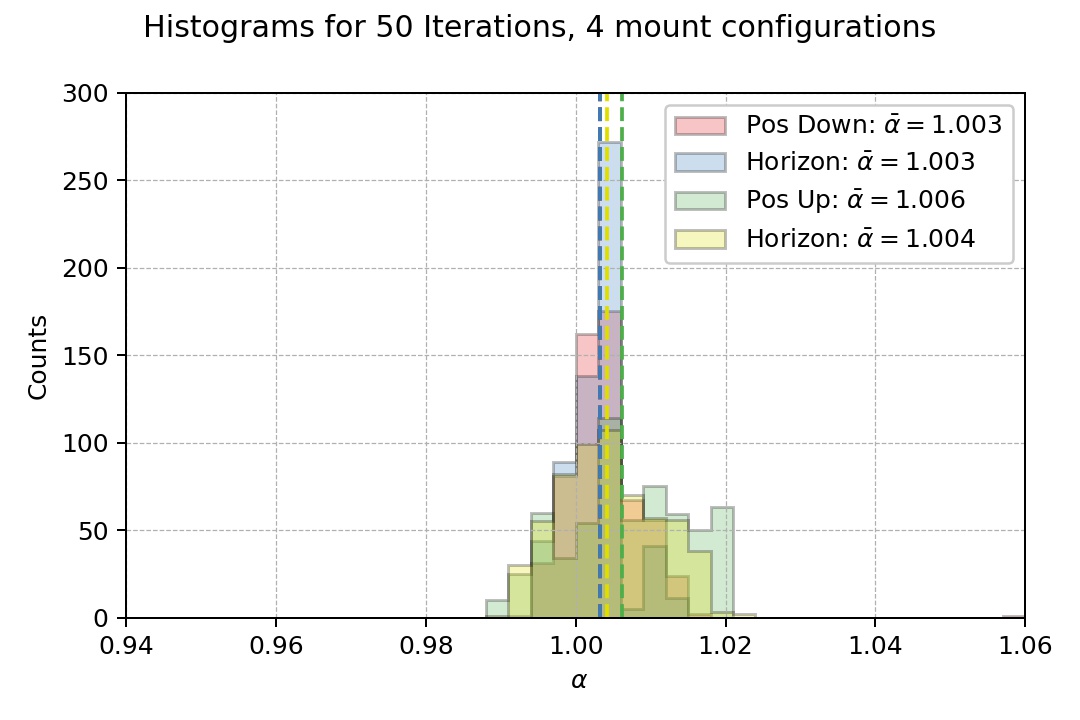 Histograms for 50 Iterations, 4 mount configurations
300
250
200
150
100
50
0
Counts
Pos Down: ᾱ = 1.003
Horizon: ᾱ = 1.003
Pos Up: ᾱ = 1.006
Horizon: ᾱ = 1.004
0.94 0.96 0.98 1.00 1.02 1.04 1.06
α